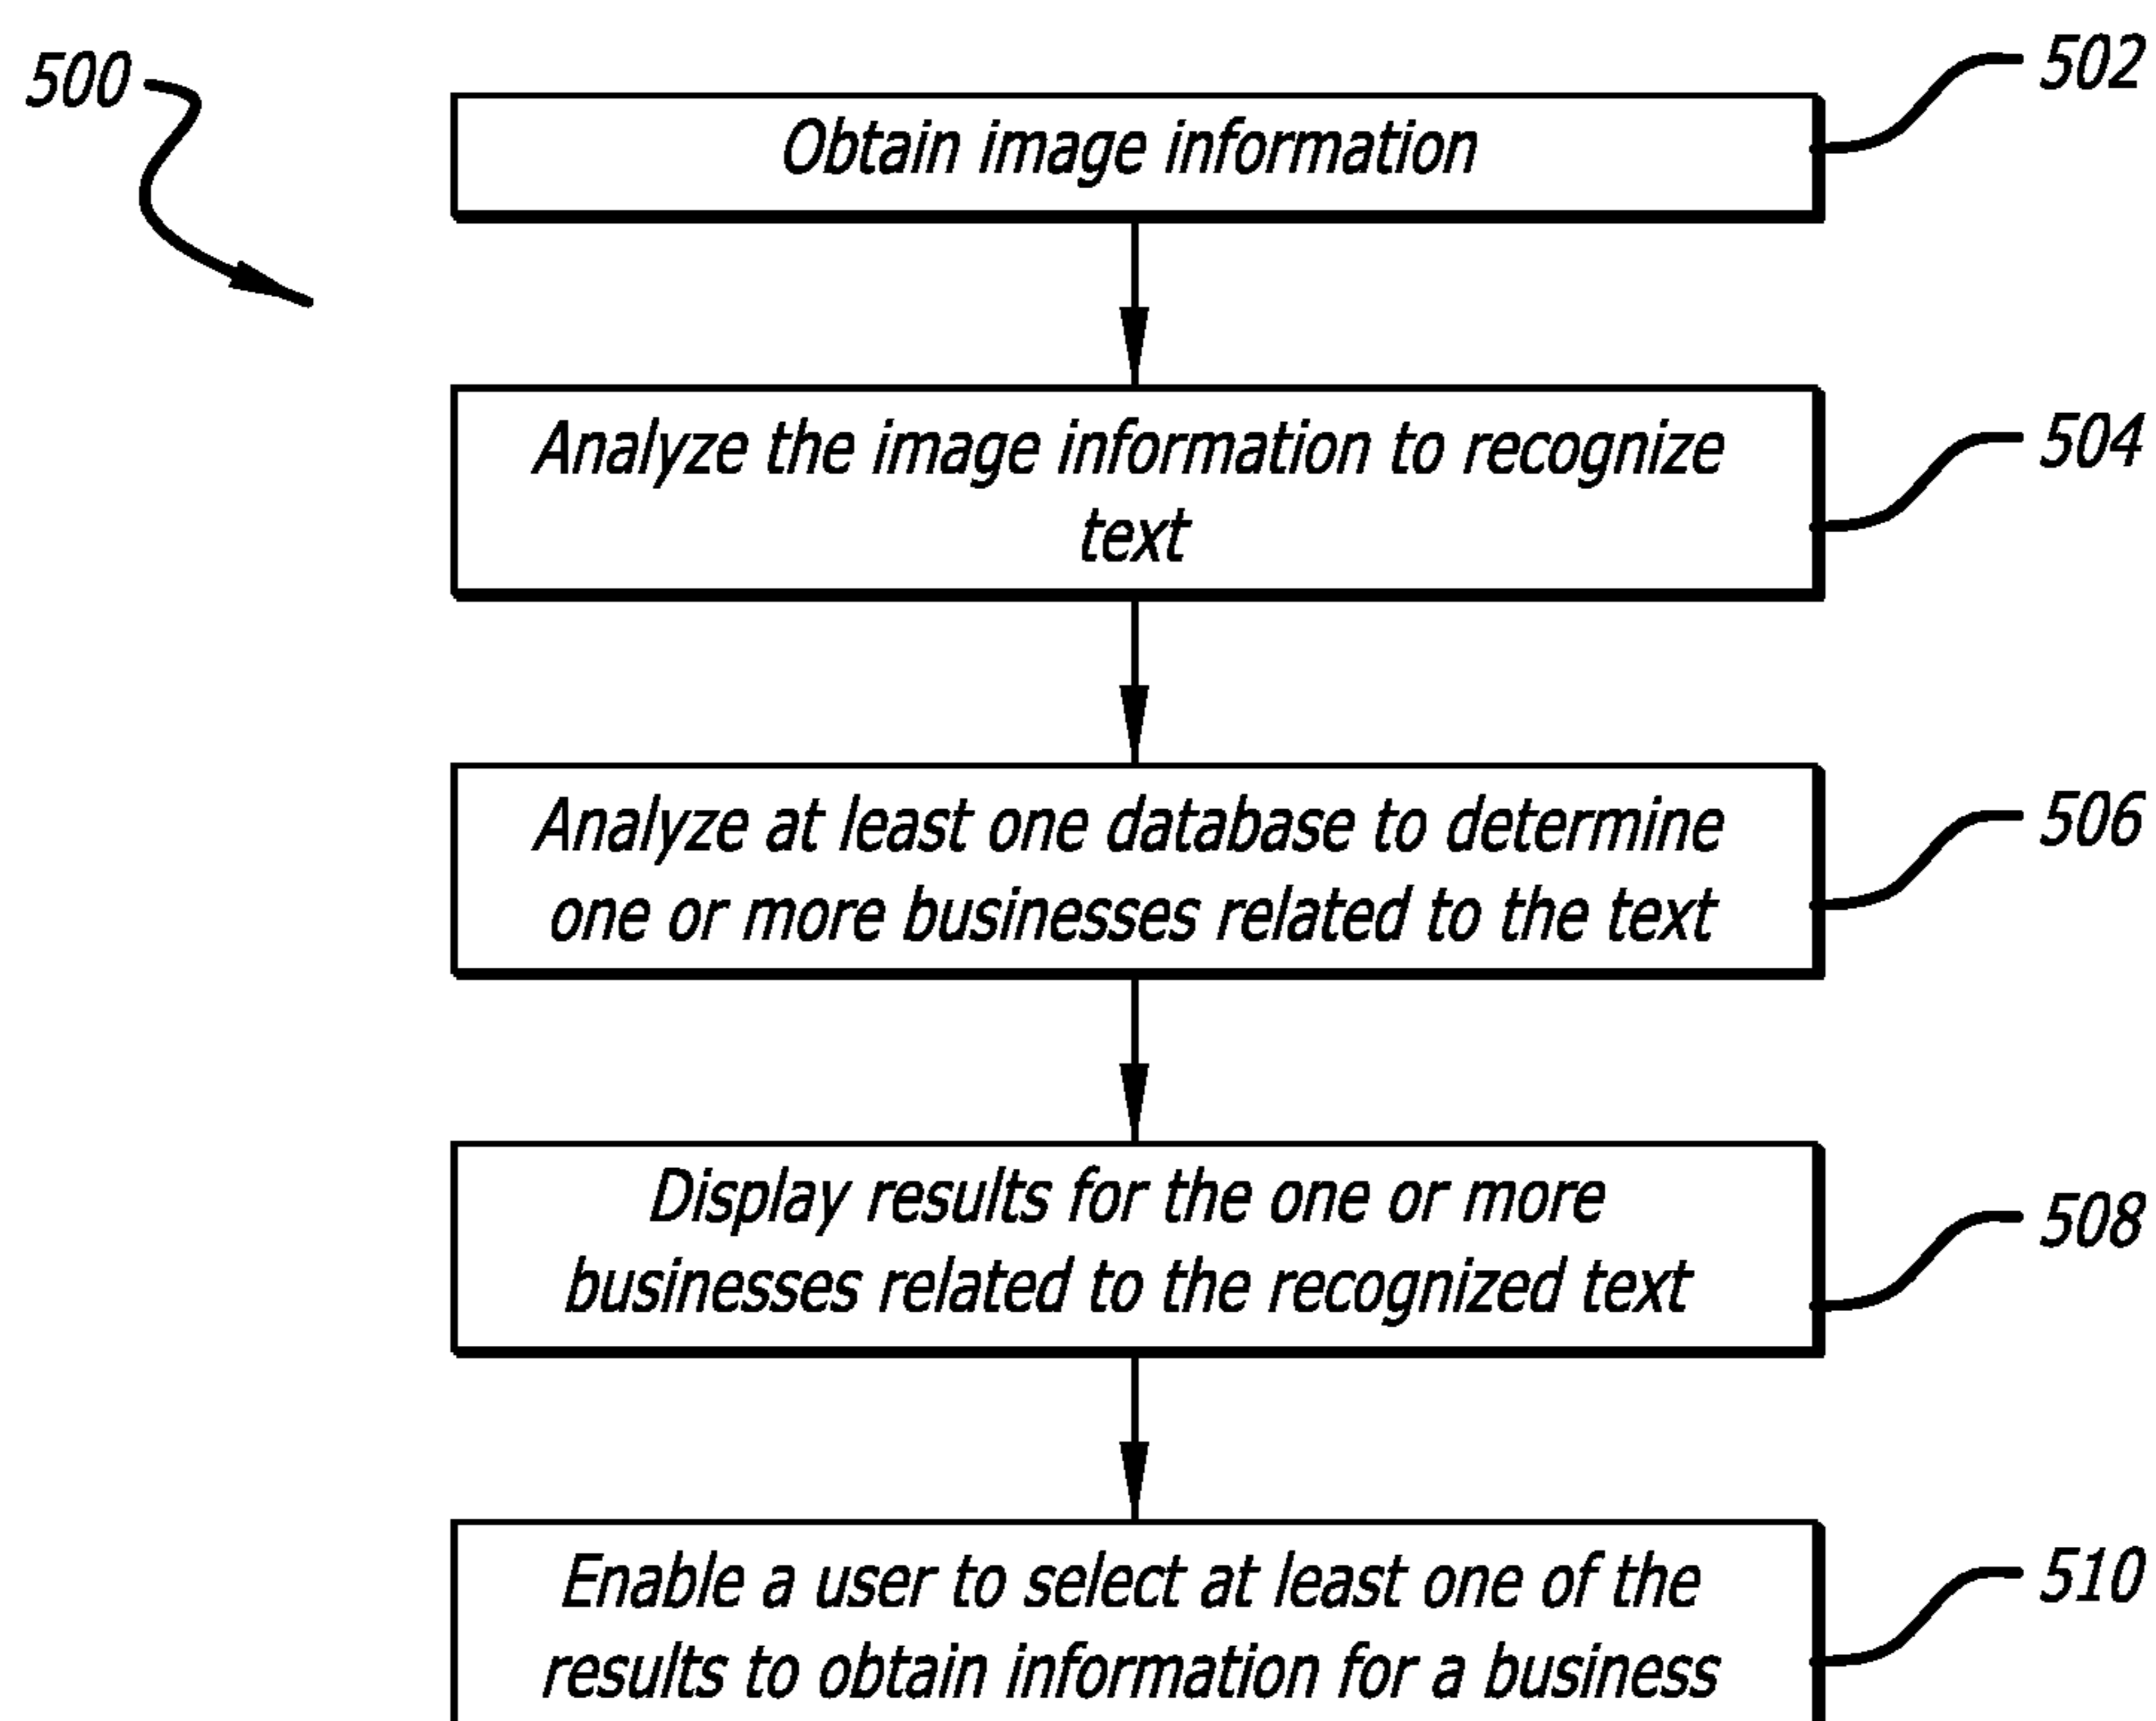 500
502
Obtain image information
Analyze the image information to recognize
text
504
Analyze at least one database to determine
one or more businesses related to the text
506
Display results for the one or more
businesses related to the recognized text
508
Enable a user to select at least one of the
results to obtain information for a business
510